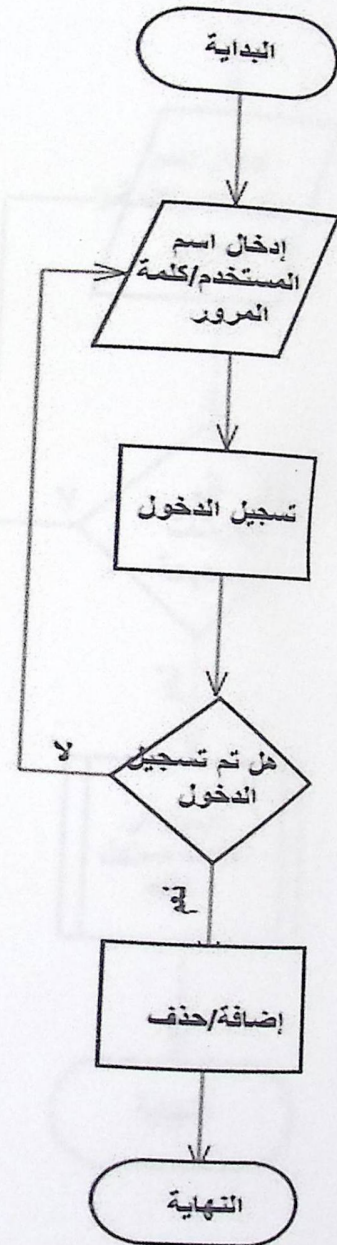 البداية
إدخال اسم
المستخدم/كلمة
المرور
تسجيل الدخول
هل تم تسجيل
الدخول
لا
نعم
إضافة/حذف
النهاية